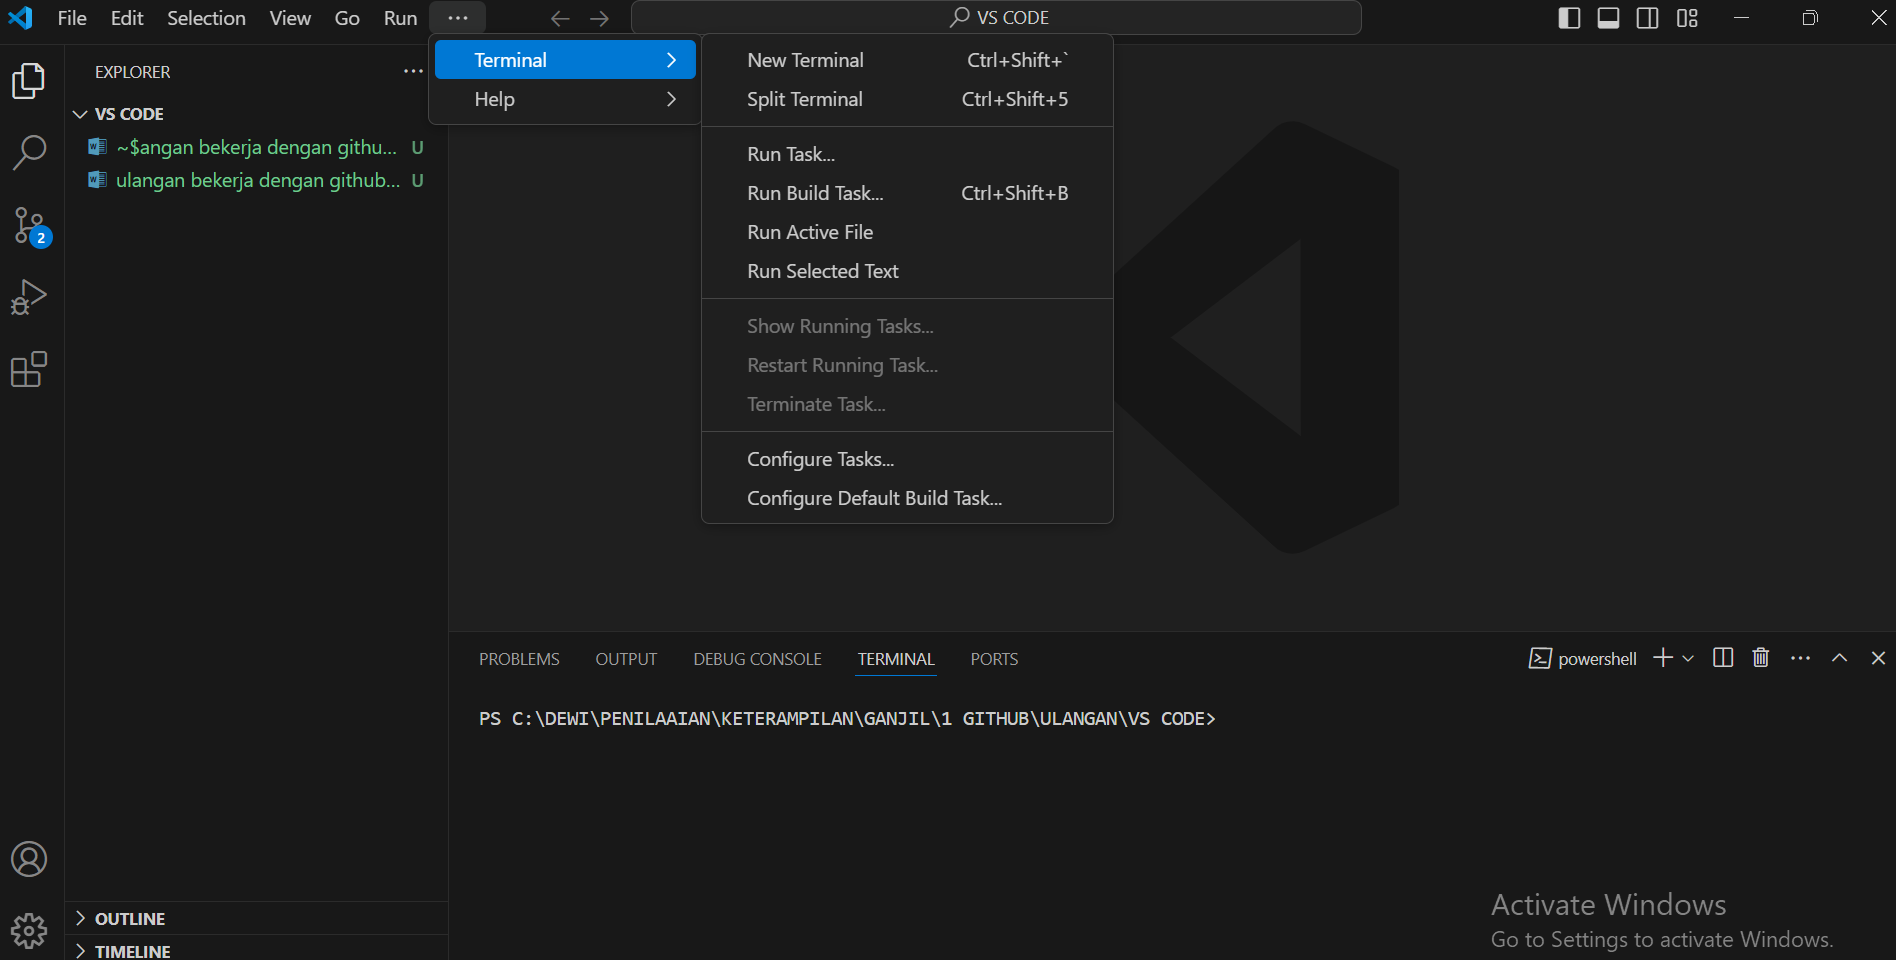 File Edit Selection View Go Run ···
VS CODE
EXPLORER ···
VS CODE
~$angan bekerja dengan githu... U
ulangan bekerja dengan github... U
2
Terminal
Help
New Terminal Ctrl+Shift+`
Split Terminal Ctrl+Shift+5
Run Task...
Run Build Task... Ctrl+Shift+B
Run Active File
Run Selected Text
Show Running Tasks...
Restart Running Task...
Terminate Task...
Configure Tasks...
Configure Default Build Task...
PROBLEMS OUTPUT DEBUG CONSOLE TERMINAL PORTS powershell
PS C:\DEWI\PENILAAIAN\KETERAMPILAN\GANJIL\1 GITHUB\ULANGAN\VS CODE>
OUTLINE
TIMELINE
Activate Windows
Go to Settings to activate Windows.